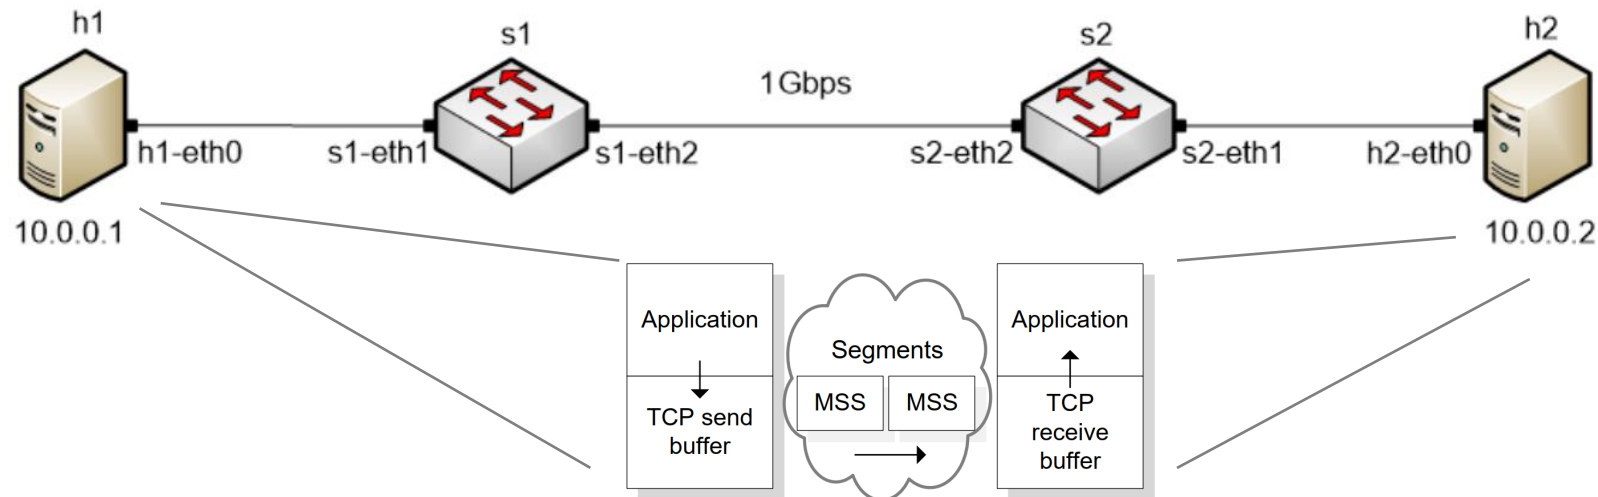 h1
s1
s2
h2
1Gbps
h1-eth0
s1-eth1
s1-eth2
s2-eth2
s2-eth1
h2-eth0
10.0.0.1
10.0.0.2
Application
TCP send
buffer
Segments
MSS
MSS
Application
TCP
receive
buffer